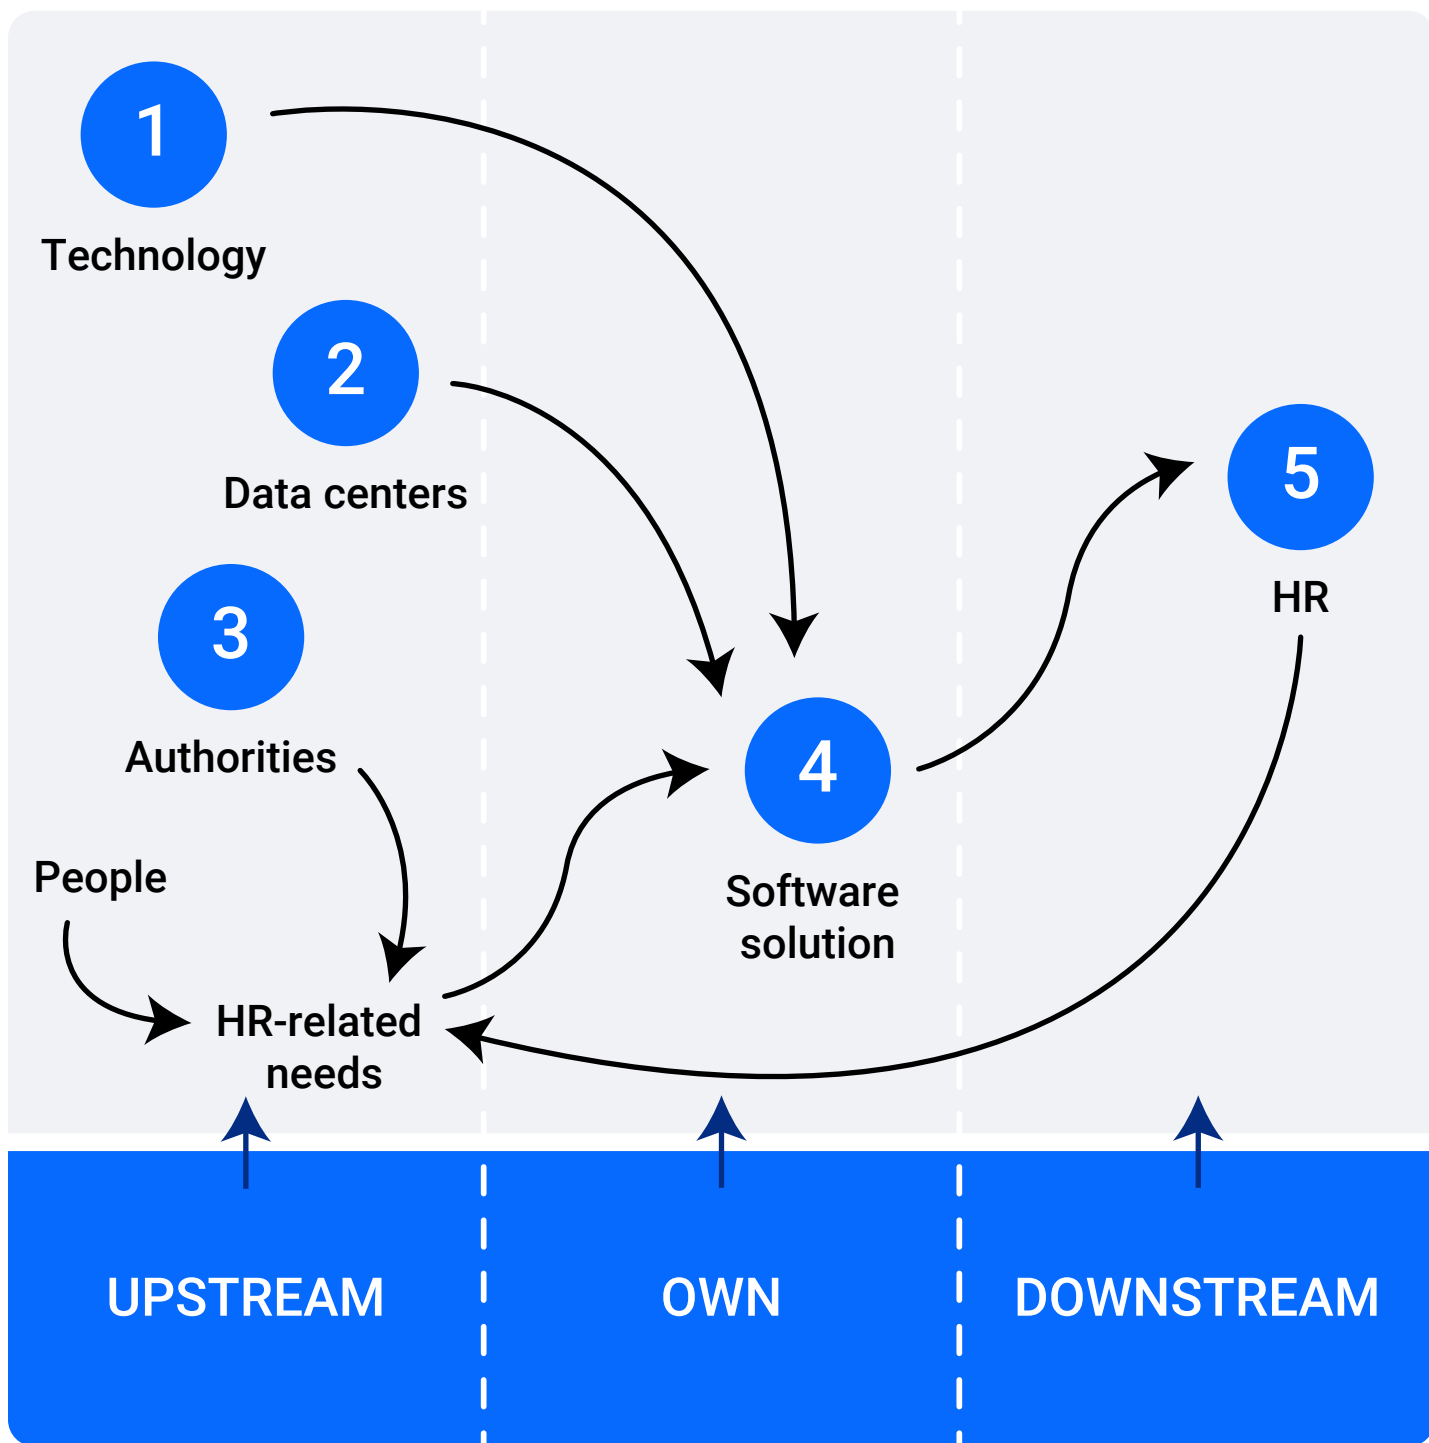 1
Technology
2
Data centers
3
Authorities
People
HR-related
needs
4
Software
solution
5
HR
UPSTREAM
OWN
DOWNSTREAM